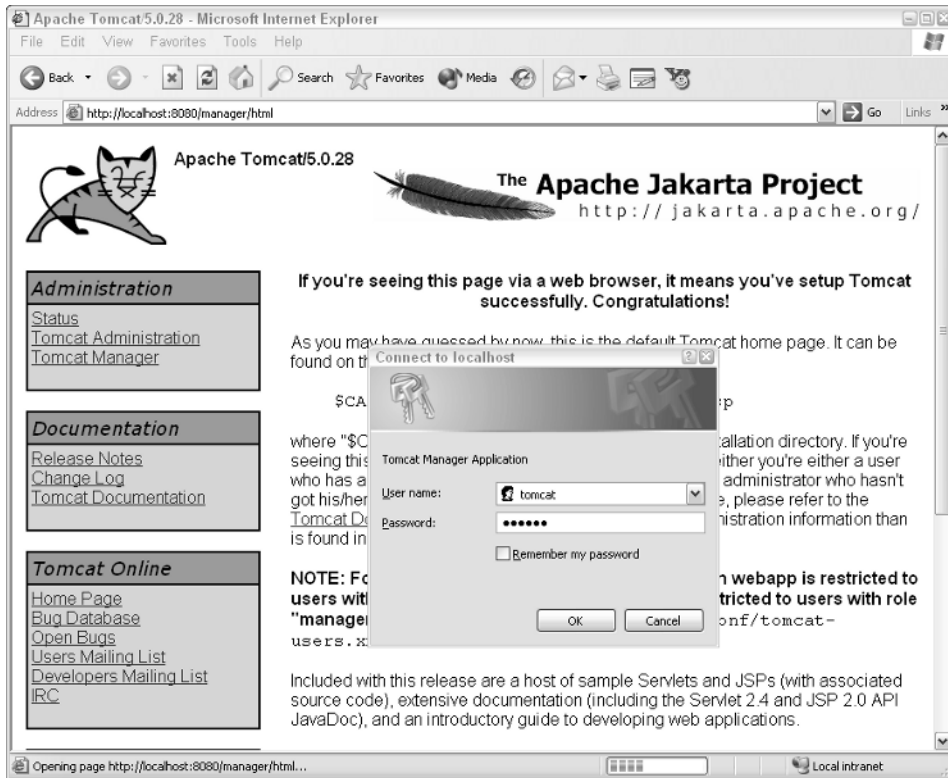 Apache Tomcat/5.0.28 - Microsoft Internet Explorer
File Edit View Favorites Tools Help
Back Search Favorites Media
Address http://localhost:8080/manager/html Go Links »
Apache Tomcat/5.0.28
The Apache Jakarta Project
http://jakarta.apache.org/
Administration
Status
Tomcat Administration
Tomcat Manager
Documentation
Release Notes
Change Log
Tomcat Documentation
Tomcat Online
Home Page
Bug Database
Open Bugs
Users Mailing List
Developers Mailing List
IRC
If you're seeing this page via a web browser, it means you've setup Tomcat
successfully. Congratulations!
As you may have guessed by now, this is the default Tomcat home page. It can be
found on th
$CA p
where "$C allation directory. If you're
seeing this ither you're either a user
who has a administrator who hasn't
got his/her e, please refer to the
Tomcat Do nistration information than
is found in
NOTE: Fo n webapp is restricted to
users wit tricted to users with role
"manage onf/tomcat-
users.x
Included with this release are a host of sample Servlets and JSPs (with associated
source code), extensive documentation (including the Servlet 2.4 and JSP 2.0 API
JavaDoc), and an introductory guide to developing web applications.
Connect to localhost
Tomcat Manager Application
User name: tomcat
Password: ••••••
Remember my password
OK Cancel
Opening page http://localhost:8080/manager/html... Local intranet